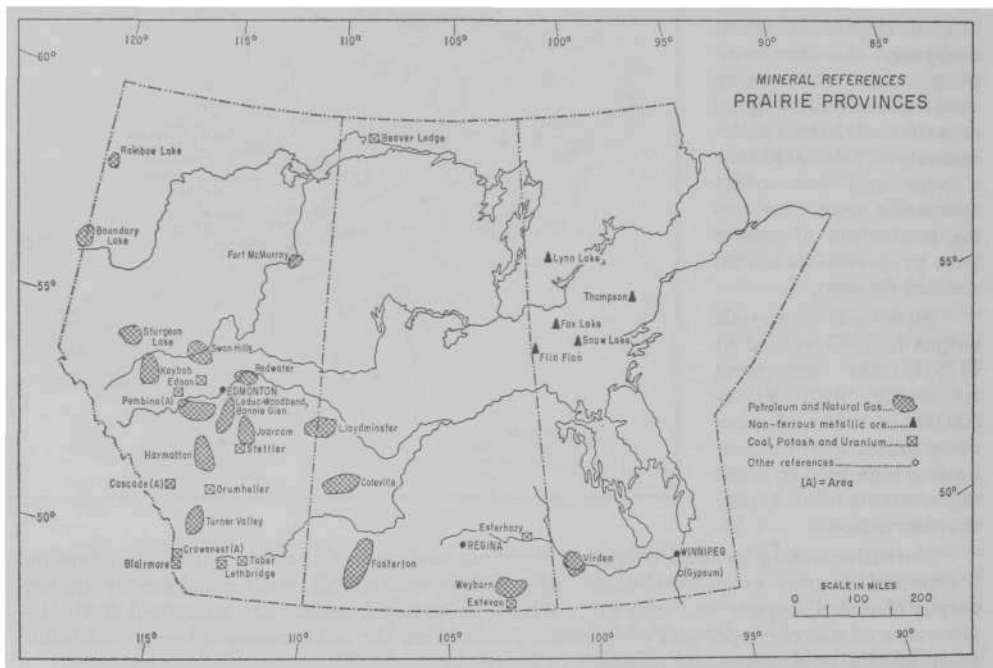 120°
115°
110°
105°
100°
95°
90°
85°
60°
60°
MINERAL REFERENCES
PRAIRIE PROVINCES
Beaver Lodge
Rainbow Lake
Boundary
Lake
Fort McMurray
Lynn Lake
55°
55°
Thompson
Fox Lake
Snow Lake
Flin Flon
Sturgeon
Lake
Swan Hills
Kaybob
Edson
Redwater
EDMONTON
Pembina (A)
Leduc-Woodbend,
Bonnie Glen
Joarcam
Lloydminster
Stettler
Harmatton
Petroleum and Natural Gas
Non-ferrous metallic ore
Coal, Potash and Uranium
Other references
(A) = Area
Cascade (A)
Drumheller
Coleville
50°
50°
Turner Valley
Crowsnest (A)
Blairmore
Taber
Lethbridge
Fosterton
Esterhazy
REGINA
Virden
WINNIPEG
(Gypsum)
Weyburn
Estevan
SCALE IN MILES
0 100 200
115°
110°
105°
100°
95°
90°